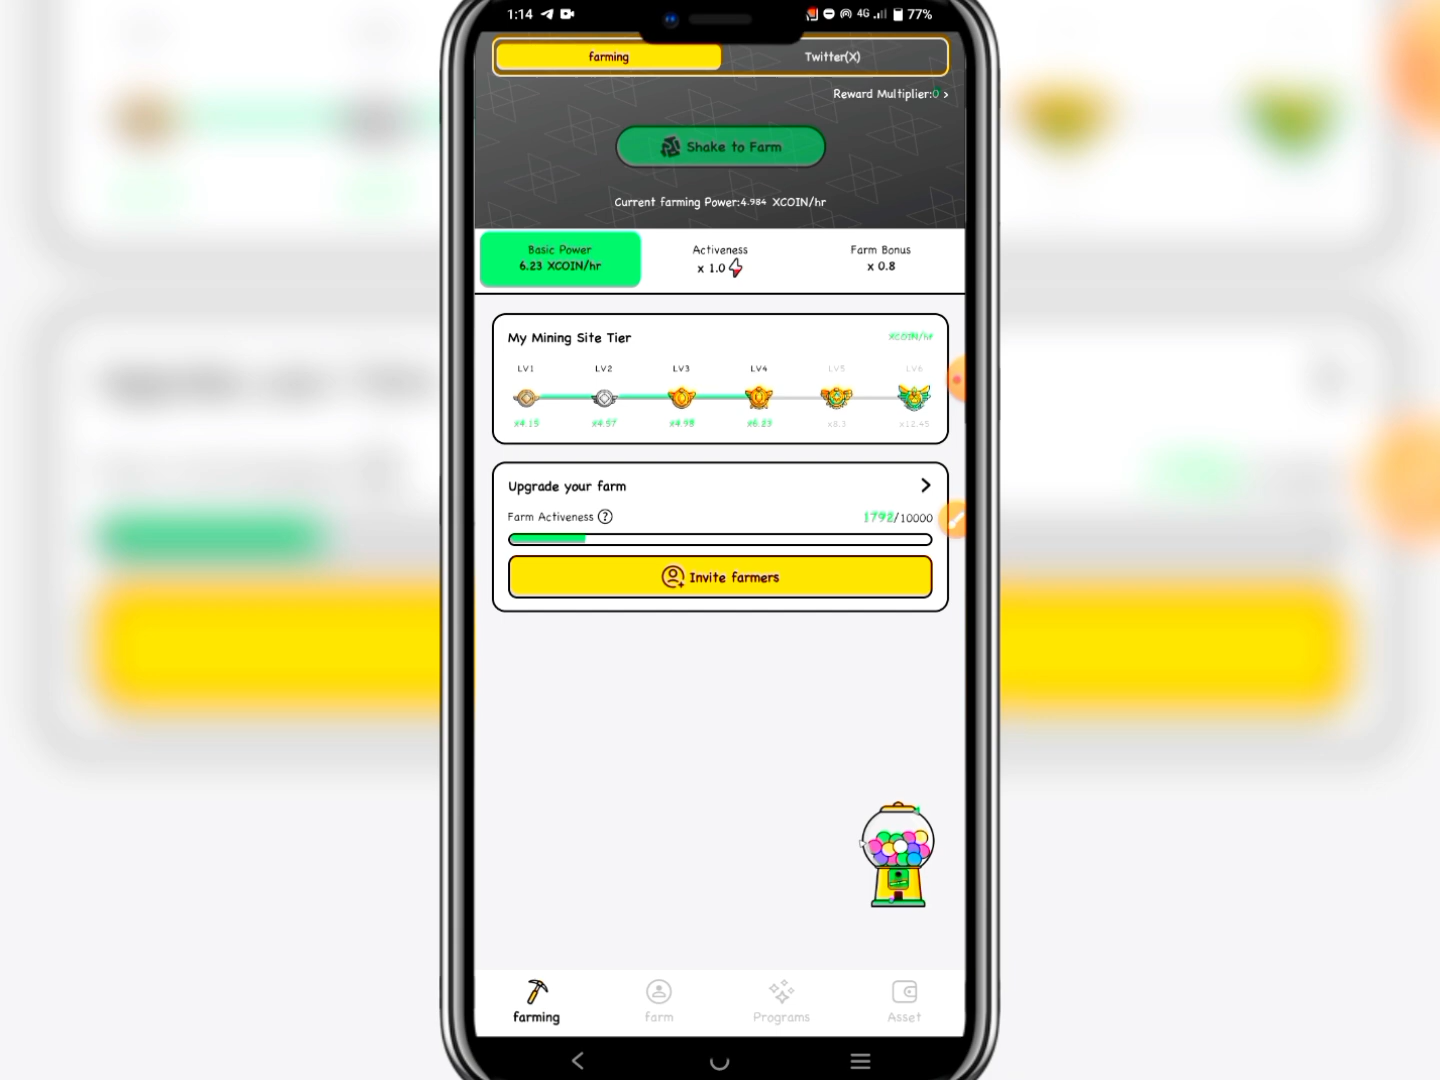 1:14 4G 77%
farming Twitter(X)
Reward Multiplier:0 >
Shake to Farm
Current farming Power:4.984 XCOIN/hr
Basic Power Activeness Farm Bonus
6.23 XCOIN/hr x 1.0 x 0.8
My Mining Site Tier XCOIN/hr
LV1 LV2 LV3 LV4 LV5 LV6
x4.15 x4.57 x4.98 x6.23 x8.3 x12.45
Upgrade your farm
Farm Activeness ? 1792/10000
Invite farmers
farming farm Programs Asset